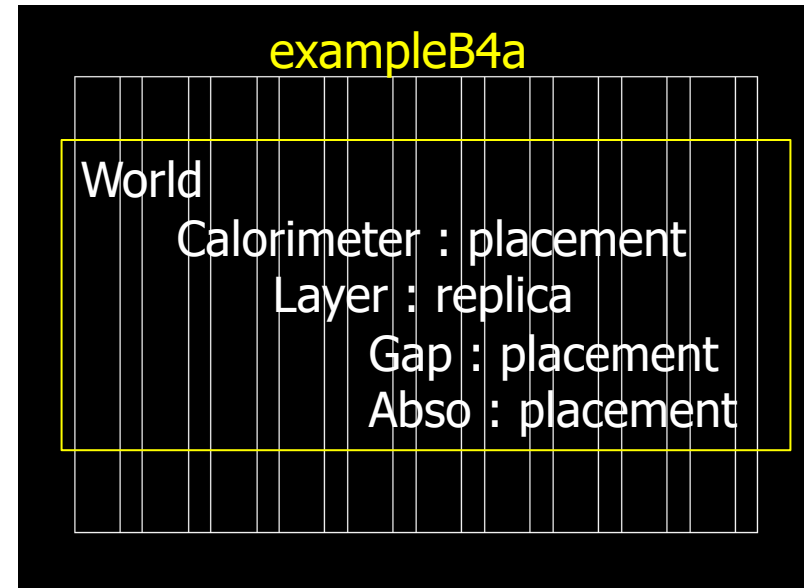 exampleB4a
World
Calorimeter : placement
Layer : replica
Gap : placement
Abso : placement